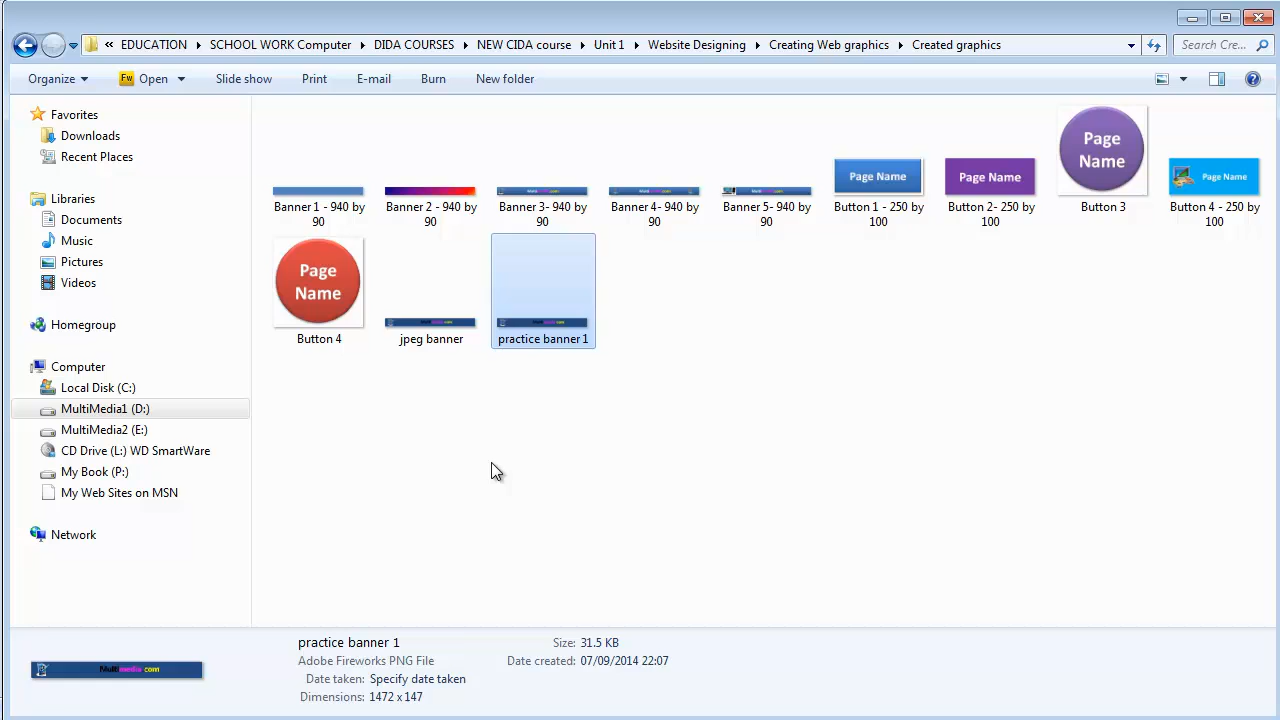 « EDUCATION SCHOOL WORK Computer DIDA COURSES NEW CIDA course Unit 1 Website Designing Creating Web graphics Created graphics
Search Cre...
Organize Fw Open Slide show Print E-mail Burn New folder
Favorites
Downloads
Recent Places
Libraries
Documents
Music
Pictures
Videos
Homegroup
Computer
Local Disk (C:)
MultiMedia1 (D:)
MultiMedia2 (E:)
CD Drive (L:) WD SmartWare
My Book (P:)
My Web Sites on MSN
Network
Banner 1 - 940 by
90
Banner 2 - 940 by
90
Banner 3- 940 by
90
Banner 4- 940 by
90
Banner 5- 940 by
90
Page Name
Button 1 - 250 by
100
Page Name
Button 2- 250 by
100
Page
Name
Button 3
Page Name
Button 4 - 250 by
100
Page
Name
Button 4
jpeg banner
practice banner 1
Multimedia com
practice banner 1
Adobe Fireworks PNG File
Date taken: Specify date taken
Dimensions: 1472 x 147
Size: 31.5 KB
Date created: 07/09/2014 22:07